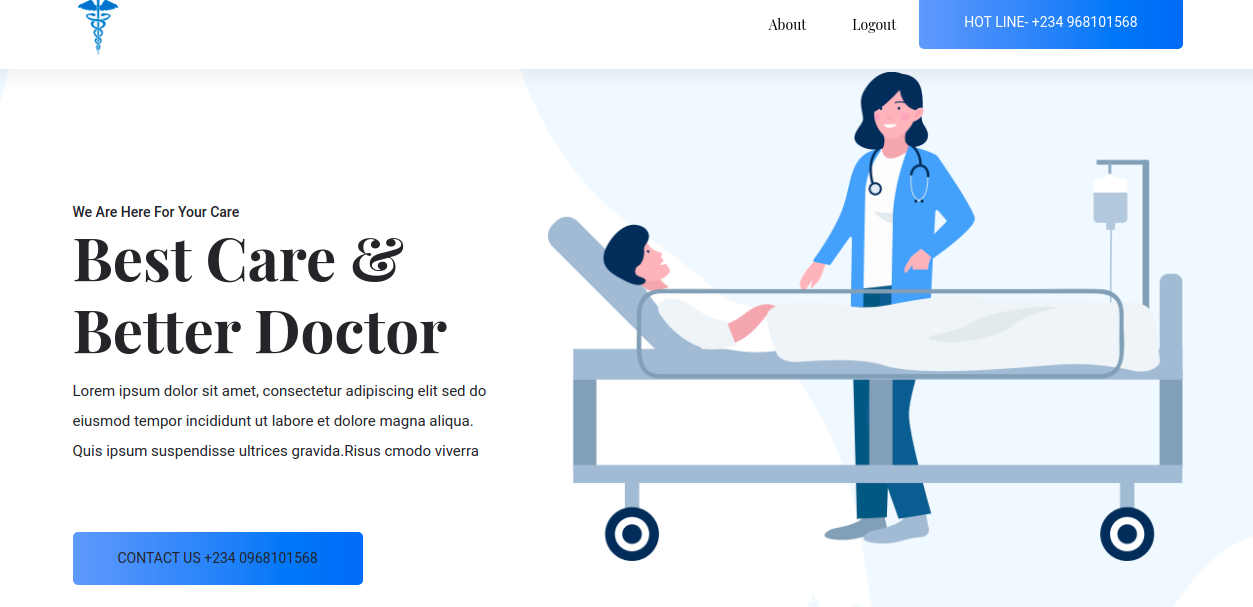 About Logout HOT LINE- +234 968101568
We Are Here For Your Care
Best Care &
Better Doctor
Lorem ipsum dolor sit amet, consectetur adipiscing elit sed do
eiusmod tempor incididunt ut labore et dolore magna aliqua.
Quis ipsum suspendisse ultrices gravida.Risus cmodo viverra
CONTACT US +234 0968101568